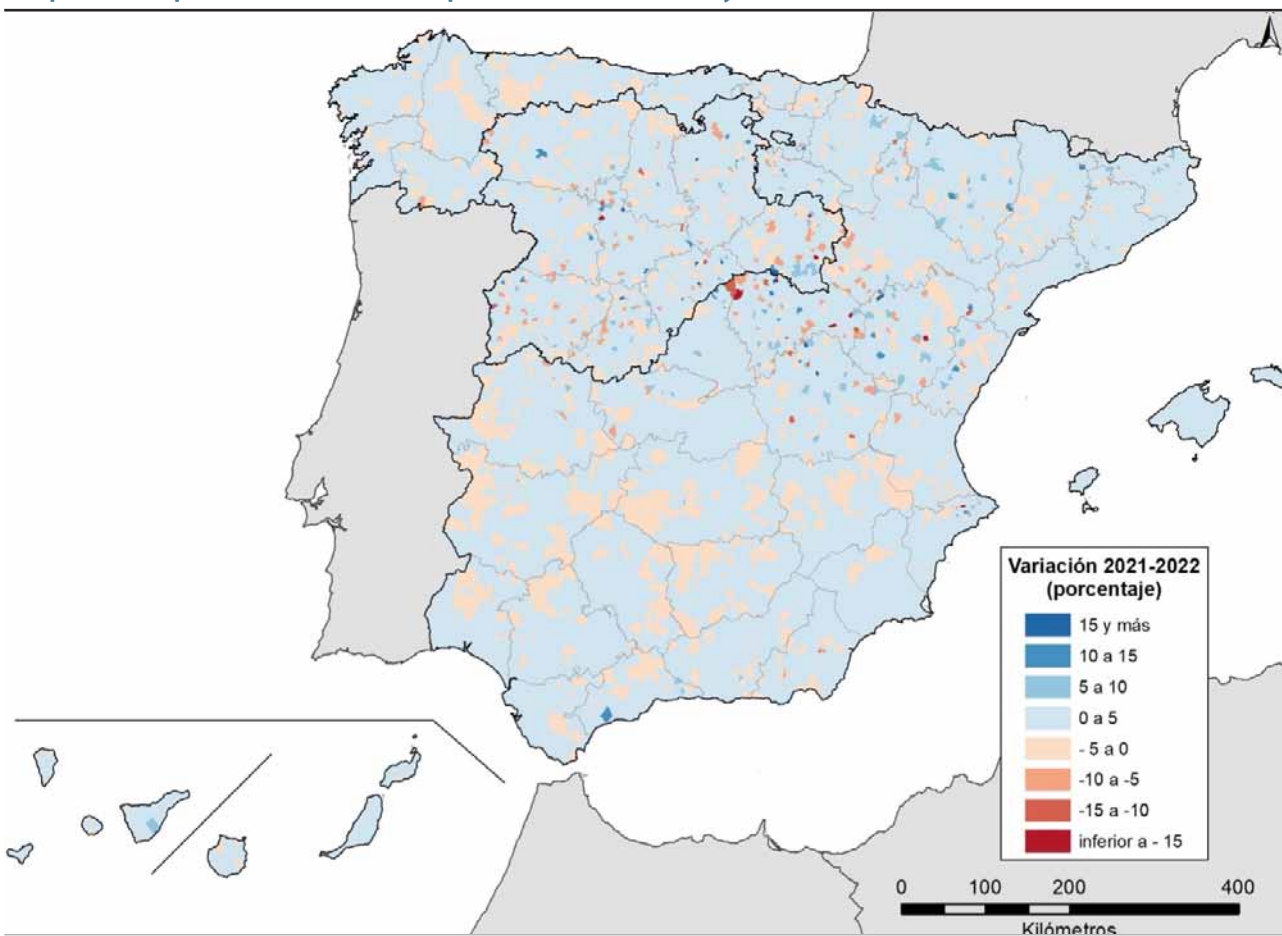 Variación 2021-2022
(porcentaje)
15 y más
10 a 15
5 a 10
0 a 5
- 5 a 0
-10 a -5
-15 a -10
inferior a - 15
0 100 200 400
Kilómetros